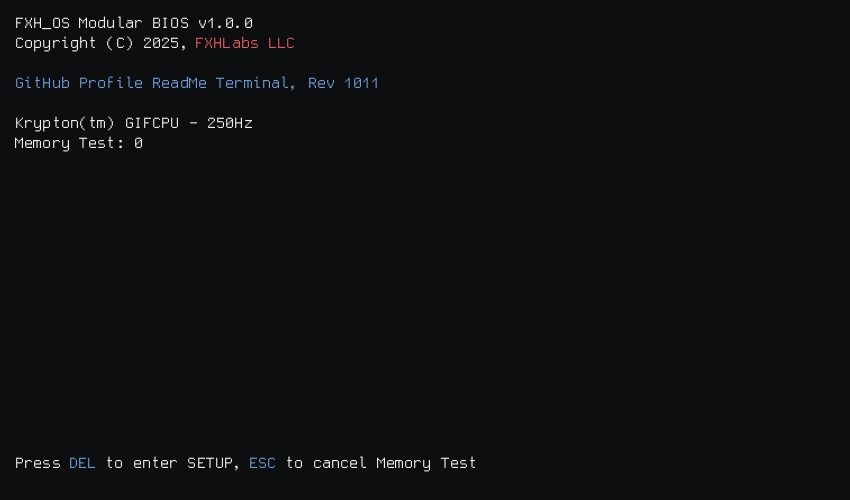 FXH_OS Modular BIOS v1.0.0
Copyright (C) 2025, FXHLabs LLC
GitHub Profile ReadMe Terminal, Rev 1011
Krypton(tm) GIFCPU - 250Hz
Memory Test: 0
Press DEL to enter SETUP, ESC to cancel Memory Test